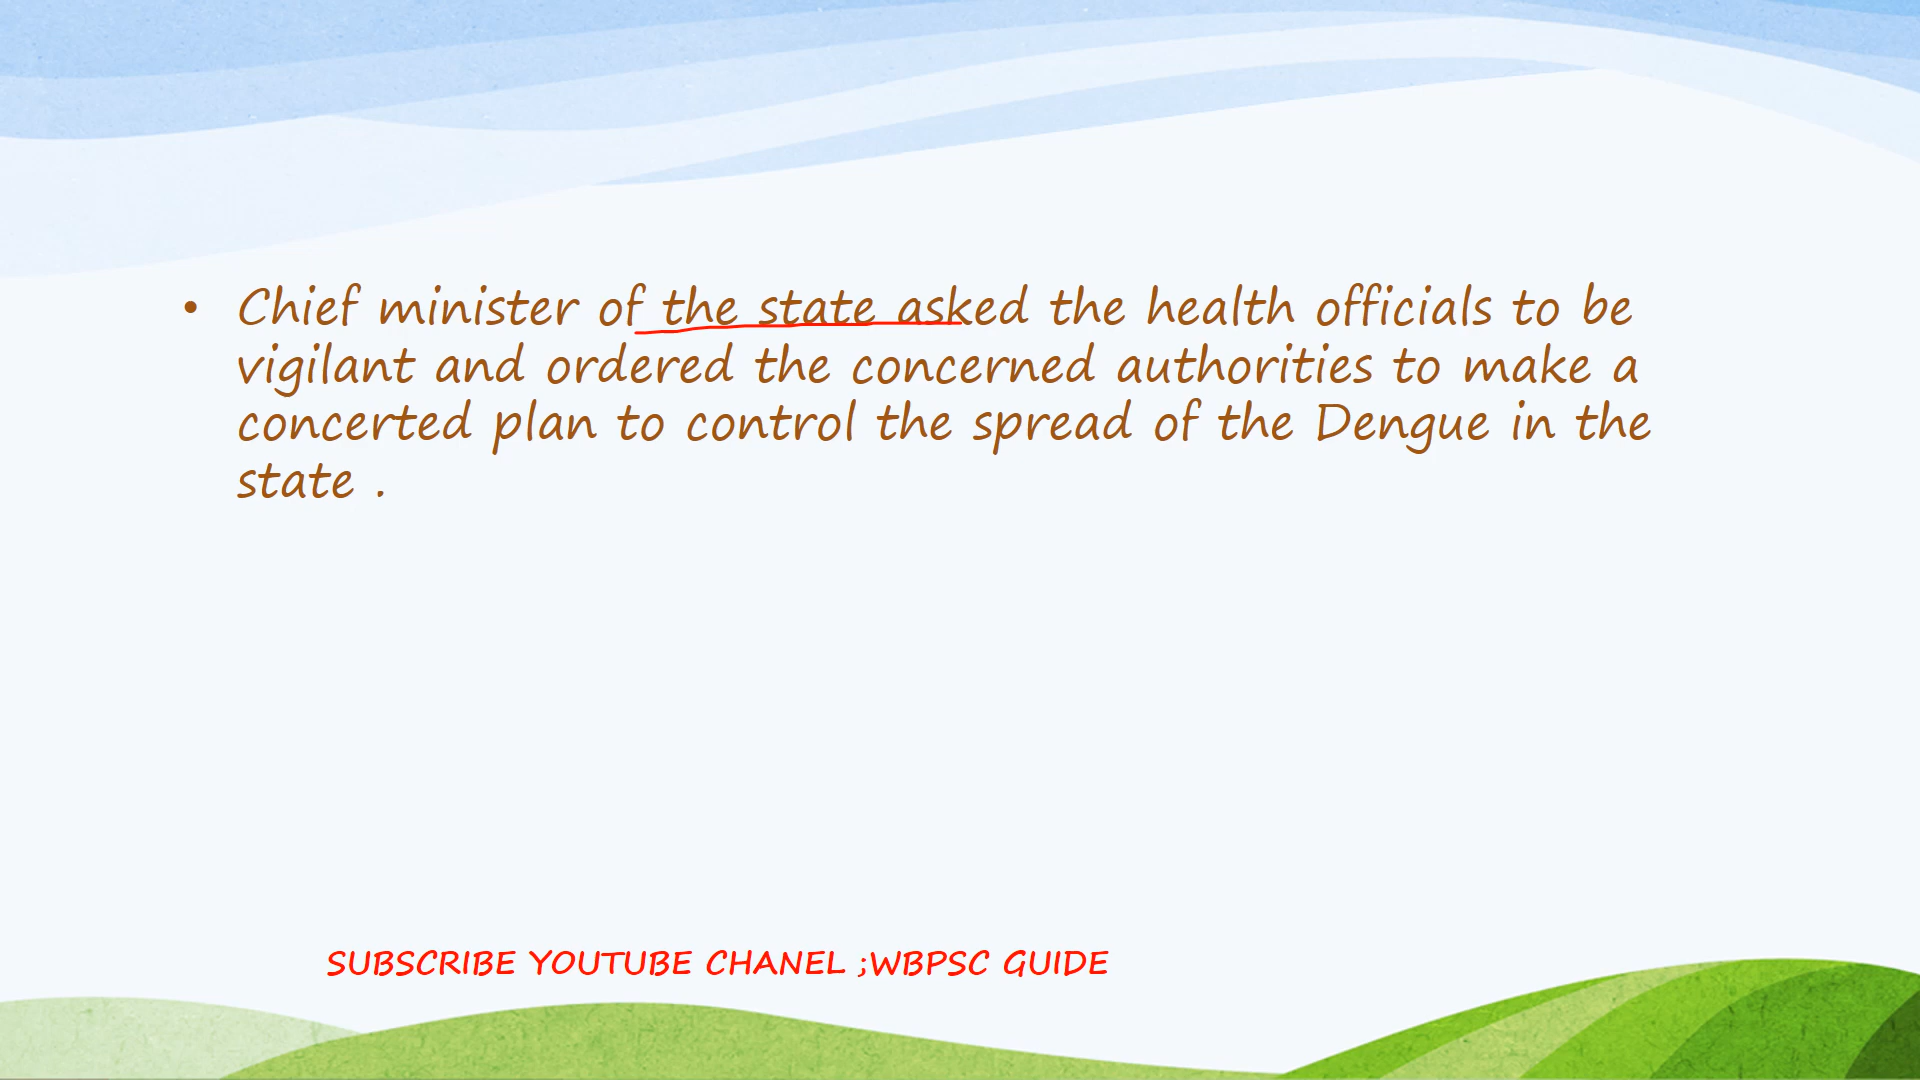 • Chief minister of the state asked the health officials to be
vigilant and ordered the concerned authorities to make a
concerted plan to control the spread of the Dengue in the
state .
SUBSCRIBE YOUTUBE CHANEL ;WBPSC GUIDE